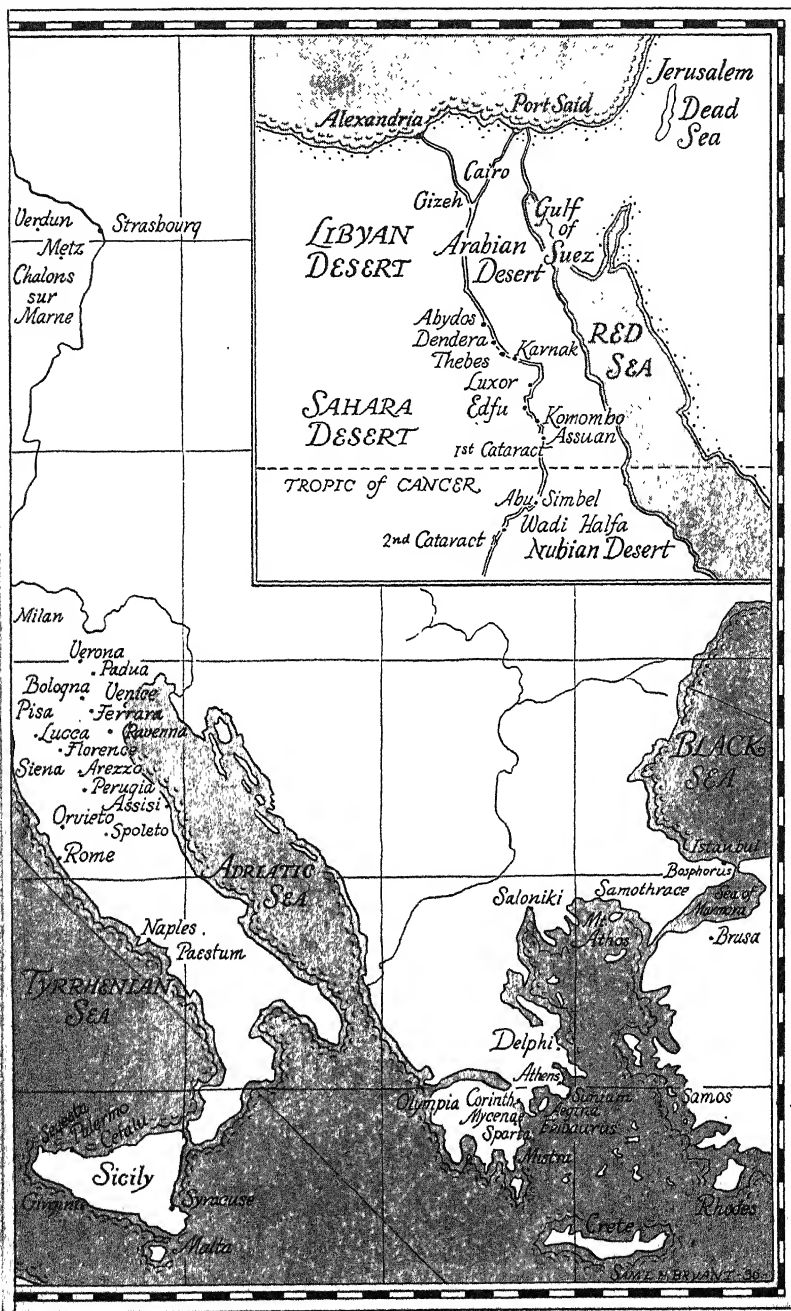 Jerusalem
Dead
Sea
Port Said
Alexandria
Cairo
Gizeh
Gulf
of
Suez
LIBYAN
DESERT
Arabian
Desert
Abydos
Dendera
Thebes
Karnak
RED
SEA
Luxor
Edfu
SAHARA
DESERT
Komombo
Assuan
1st Cataract
TROPIC of CANCER
Abu Simbel
Wadi Halfa
2nd Cataract
Nubian Desert
Verdun
Strasbourg
Metz
Chalons
sur
Marne
Milan
Verona
Padua
Bologna
Venice
Pisa
Ferrara
Lucca
Ravenna
Florence
Siena
Arezzo
Perugia
Assisi
Orvieto
Spoleto
Rome
ADRIATIC
SEA
BLACK
SEA
Istanbul
Bosphorus
Sea of
Marmora
Brusa
Saloniki
Samothrace
Mt.
Athos
Naples
Paestum
TYRRHENIAN
SEA
Delphi
Athens
Olympia
Corinth
Mycenae
Sparta
Sunium
Aegina
Epidaurus
Mistra
Samos
Segesta
Palermo
Cefalu
Sicily
Girgenti
Syracuse
Malta
Rhodes
Crete
SAM'L H BRYANT · 30